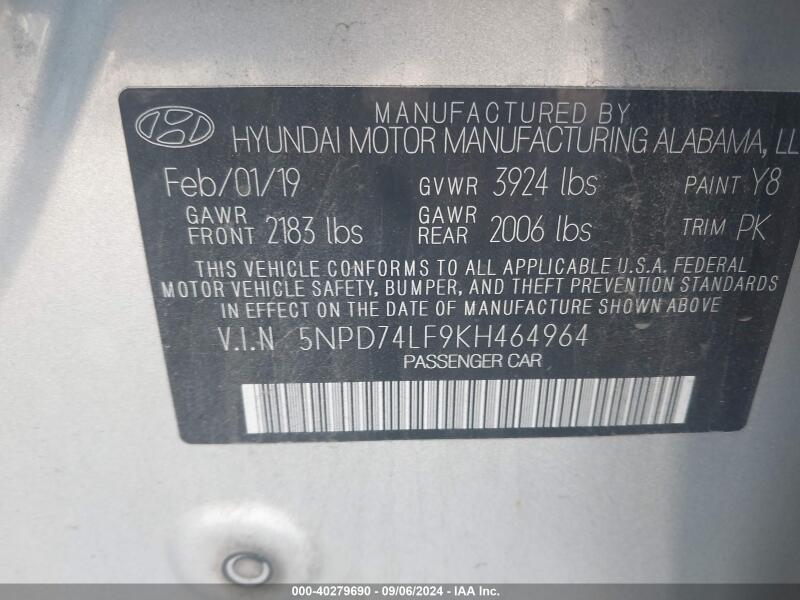 MANUFACTURED BY
HYUNDAI MOTOR MANUFACTURING ALABAMA, LL
Feb/01/19 GVWR 3924 lbs PAINT Y8
GAWR FRONT 2183 lbs GAWR REAR 2006 lbs TRIM PK
THIS VEHICLE CONFORMS TO ALL APPLICABLE U.S.A. FEDERAL
MOTOR VEHICLE SAFETY, BUMPER, AND THEFT PREVENTION STANDARDS
IN EFFECT ON THE DATE OF MANUFACTURE SHOWN ABOVE
V.I.N 5NPD74LF9KH464964
PASSENGER CAR
000-40279690 - 09/06/2024 - IAA Inc.